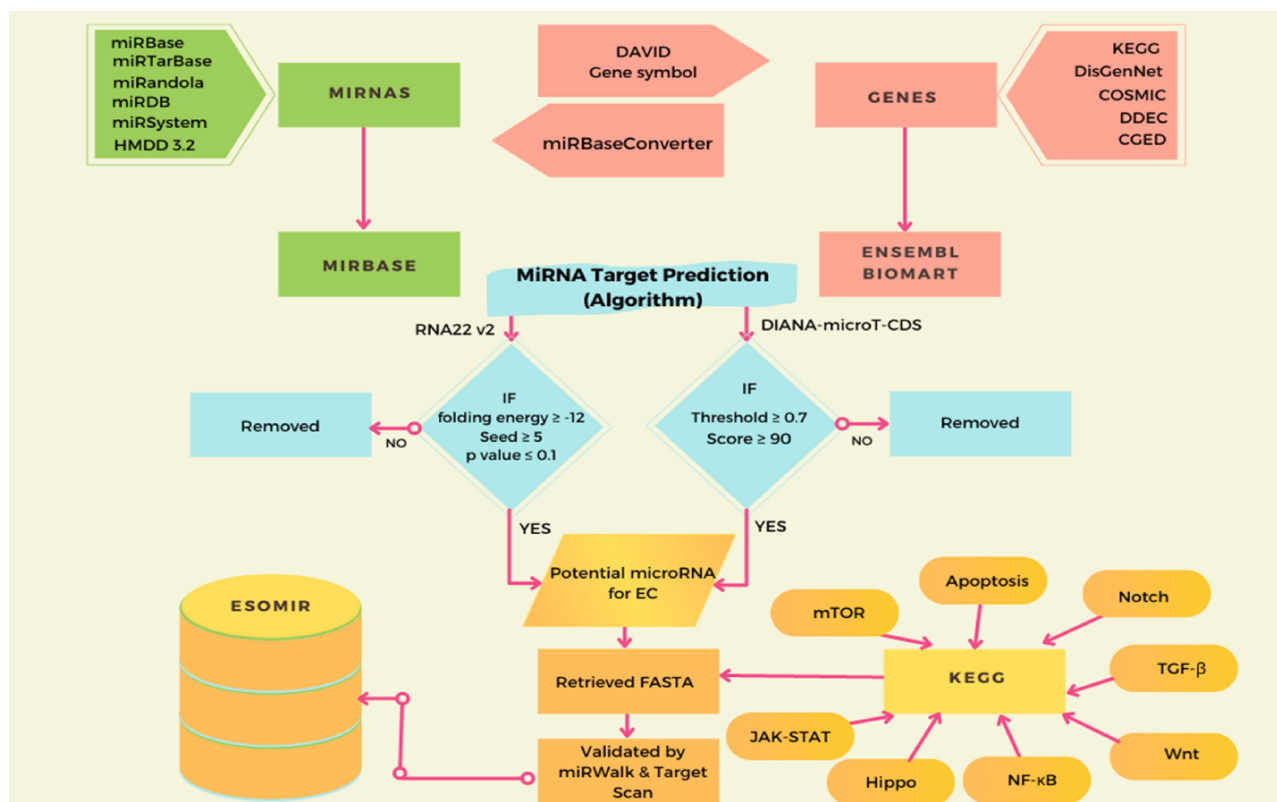 miRBase
miRTarBase
miRandola
miRDB
miRSystem
HMDD 3.2
MIRNAS
DAVID
Gene symbol
miRBaseConverter
GENES
KEGG
DisGenNet
COSMIC
DDEC
CGED
MIRBASE
ENSEMBL
BIOMART
MiRNA Target Prediction
(Algorithm)
RNA22 v2
DIANA-microT-CDS
Removed
NO
IF
folding energy ≥ -12
Seed ≥ 5
p value ≤ 0.1
IF
Threshold ≥ 0.7
Score ≥ 90
NO
Removed
YES
YES
Potential microRNA
for EC
ESOMIR
Retrieved FASTA
Validated by
miRWalk & Target
Scan
mTOR
Apoptosis
Notch
KEGG
TGF-β
JAK-STAT
Hippo
NF-κB
Wnt